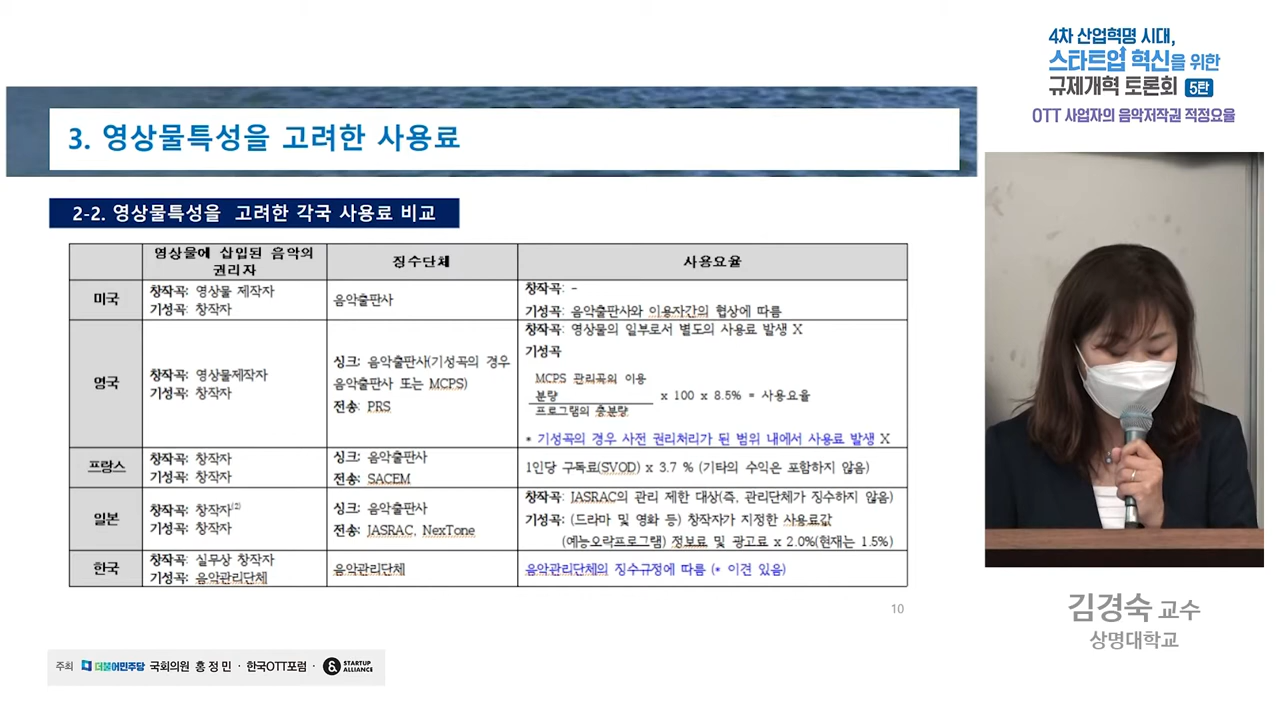 4차 산업혁명 시대,
스타트업 혁신을 위한
규제개혁 토론회 5탄
OTT 사업자의 음악저작권 적정요율
3. 영상물특성을 고려한 사용료
2-2. 영상물특성을 고려한 각국 사용료 비교
영상물에 삽입된 음악의
권리자
징수단체
사용요율
미국
창작곡: 영상물 제작자
기성곡: 창작자
음악출판사
창작곡: -
기성곡: 음악출판사와 이용자간의 협상에 따름
영국
창작곡: 영상물제작자
기성곡: 창작자
싱크: 음악출판사(기성곡의 경우
음악출판사 또는 MCPS)
전송: PRS
창작곡: 영상물의 일부로서 별도의 사용료 발생 X
기성곡
MCPS 관리곡의 이용
분량
프로그램의 총분량
x 100 x 8.5% = 사용요율
* 기성곡의 경우 사전 권리처리가 된 범위 내에서 사용료 발생 X
프랑스
창작곡: 창작자
기성곡: 창작자
싱크: 음악출판사
전송: SACEM
1인당 구독료(SVOD) x 3.7 % (기타의 수익은 포함하지 않음)
일본
창작곡: 창작자(2)
기성곡: 창작자
싱크: 음악출판사
전송: JASRAC, NexTone
창작곡: JASRAC의 관리 제한 대상(즉, 관리단체가 징수하지 않음)
기성곡: (드라마 및 영화 등) 창작자가 지정한 사용료값
(예능오락프로그램) 정보료 및 광고료 x 2.0%(현재는 1.5%)
한국
창작곡: 실무상 창작자
기성곡: 음악관리단체
음악관리단체
음악관리단체의 징수규정에 따름 (* 이견 있음)
10
김경숙 교수
상명대학교
주최 더불어민주당 국회의원 홍정민 · 한국OTT포럼 · STARTUP
ALLIANCE